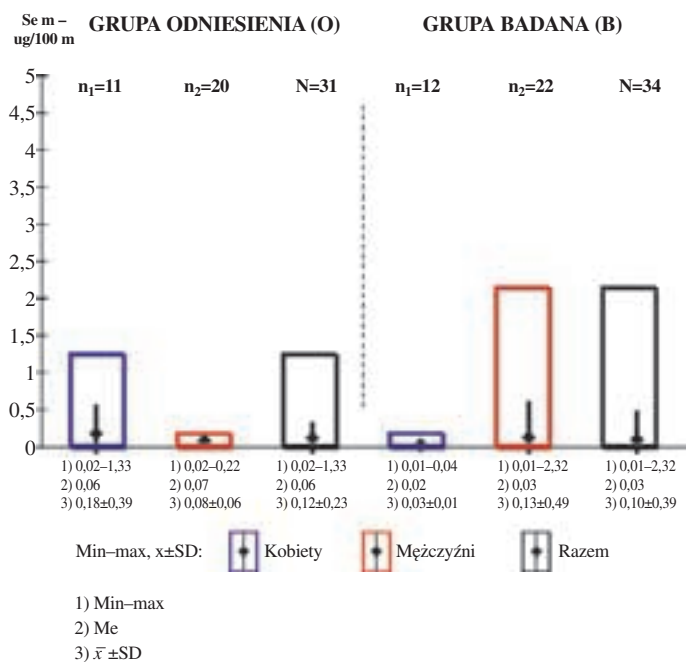 Se m –
ug/100 m
GRUPA ODNIESIENIA (O) GRUPA BADANA (B)
n₁=11 n₂=20 N=31 n₁=12 n₂=22 N=34
5
4,5
4
3,5
3
2,5
2
1.5
1
0.5
0
1) 0,02–1,33 1) 0,02–0,22 1) 0,02–1,33 1) 0,01–0,04 1) 0,01–2,32 1) 0,01–2,32
2) 0,06 2) 0,07 2) 0,06 2) 0,02 2) 0,03 2) 0,03
3) 0,18±0,39 3) 0,08±0,06 3) 0,12±0,23 3) 0,03±0,01 3) 0,13±0,49 3) 0,10±0,39
Min–max, x±SD: Kobiety Mężczyźni Razem
1) Min–max
2) Me
3) x̄ ±SD